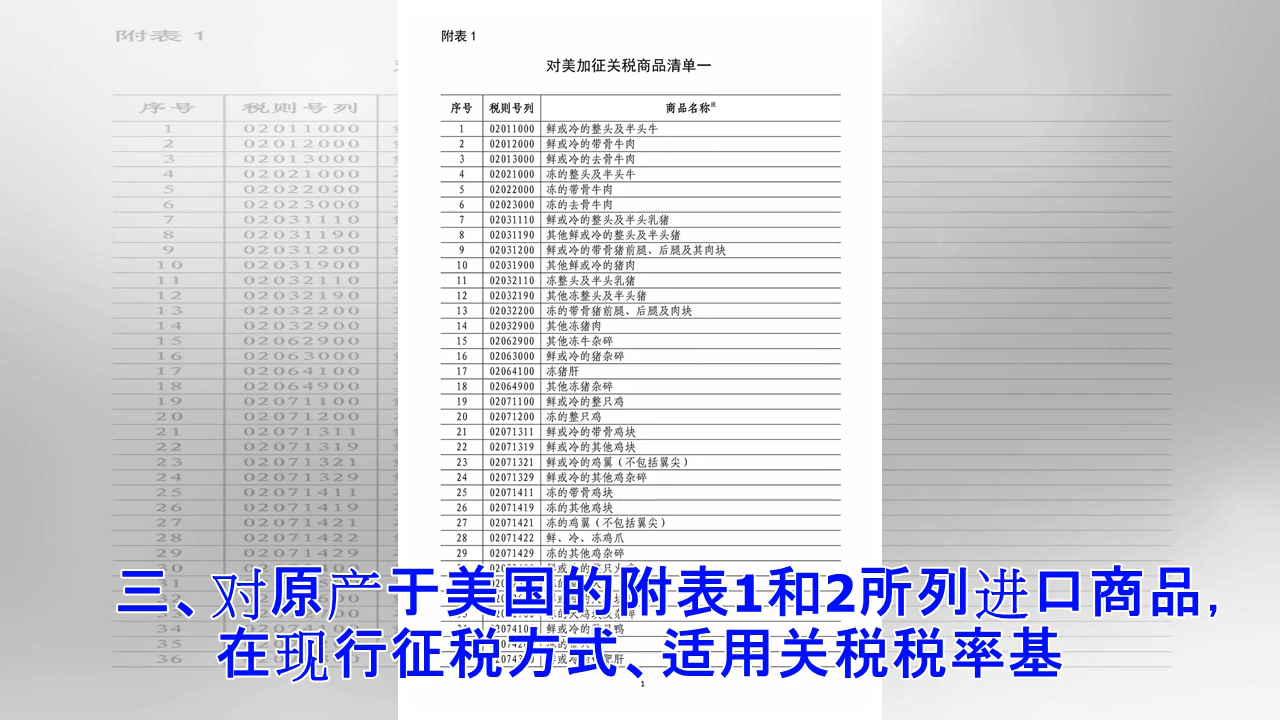 附表 1
对美加征关税商品清单一
序号 税则号列 商品名称注
1 02011000 鲜或冷的整头及半头牛
2 02012000 鲜或冷的带骨牛肉
3 02013000 鲜或冷的去骨牛肉
4 02021000 冻的整头及半头牛
5 02022000 冻的带骨牛肉
6 02023000 冻的去骨牛肉
7 02031110 鲜或冷的整头及半头乳猪
8 02031190 其他鲜或冷的整头及半头猪
9 02031200 鲜或冷的带骨猪前腿、后腿及其肉块
10 02031900 其他鲜或冷的猪肉
11 02032110 冻整头及半头乳猪
12 02032190 其他冻整头及半头猪
13 02032200 冻的带骨猪前腿、后腿及肉块
14 02032900 其他冻猪肉
15 02062900 其他冻牛杂碎
16 02063000 鲜或冷的猪杂碎
17 02064100 冻猪肝
18 02064900 其他冻猪杂碎
19 02071100 鲜或冷的整只鸡
20 02071200 冻的整只鸡
21 02071311 鲜或冷的带骨鸡块
22 02071319 鲜或冷的其他鸡块
23 02071321 鲜或冷的鸡翼（不包括翼尖）
24 02071329 鲜或冷的其他鸡杂碎
25 02071411 冻的带骨鸡块
26 02071419 冻的其他鸡块
27 02071421 冻的鸡翼（不包括翼尖）
28 02071422 鲜、冷、冻鸡爪
29 02071429 冻的其他鸡杂碎
三、对原产于美国的附表1和2所列进口商品,
在现行征税方式、适用关税税率基
1